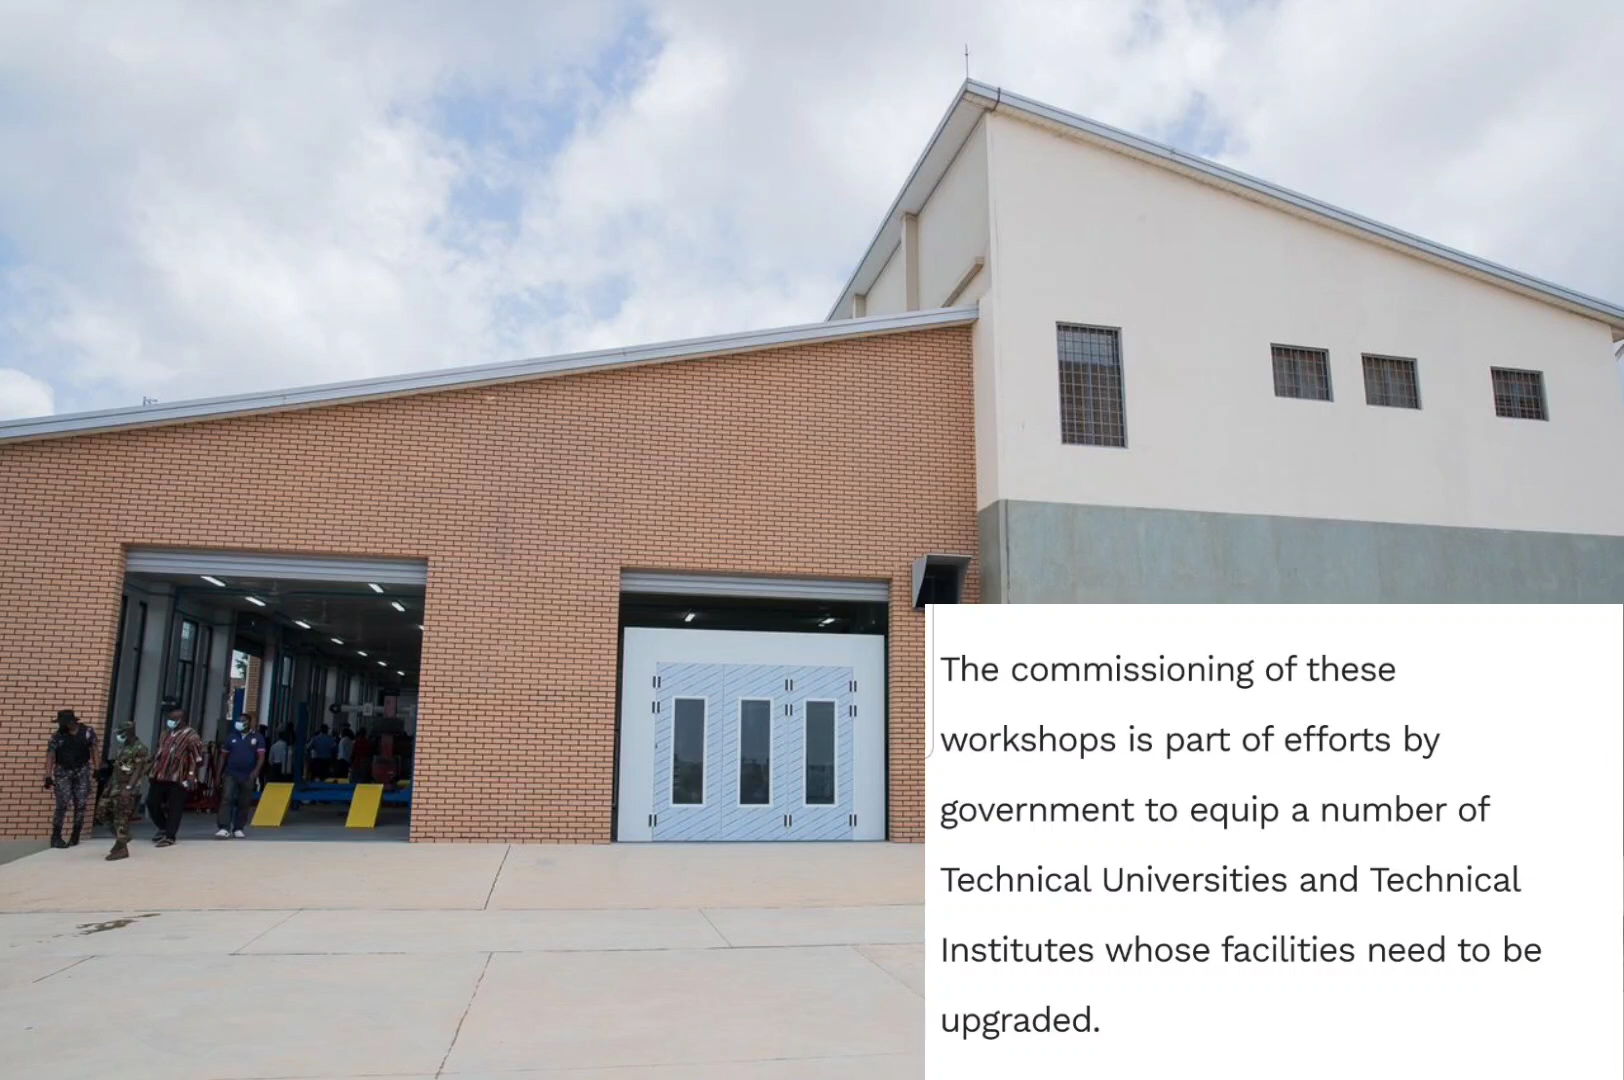 The commissioning of these
workshops is part of efforts by
government to equip a number of
Technical Universities and Technical
Institutes whose facilities need to be
upgraded.